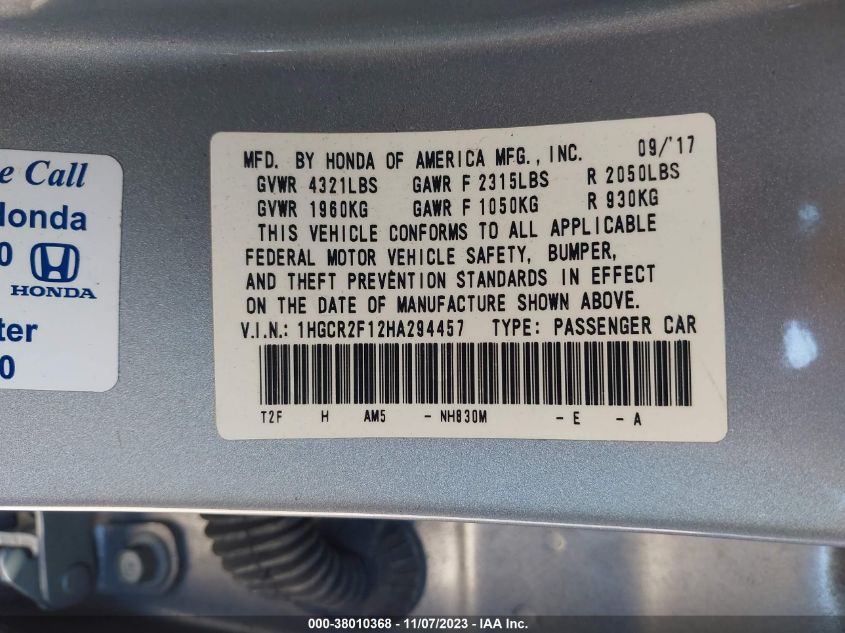 e Call
Honda
0
HONDA
ter
0
MFD. BY HONDA OF AMERICA MFG., INC. 09/'17
GVWR 4321LBS GAWR F 2315LBS R 2050LBS
GVWR 1960KG GAWR F 1050KG R 930KG
THIS VEHICLE CONFORMS TO ALL APPLICABLE
FEDERAL MOTOR VEHICLE SAFETY, BUMPER,
AND THEFT PREVENTION STANDARDS IN EFFECT
ON THE DATE OF MANUFACTURE SHOWN ABOVE.
V.I.N.: 1HGCR2F12HA294457 TYPE: PASSENGER CAR
T2F H AM5 - NH830M - E - A
000-38010368 - 11/07/2023 - IAA Inc.